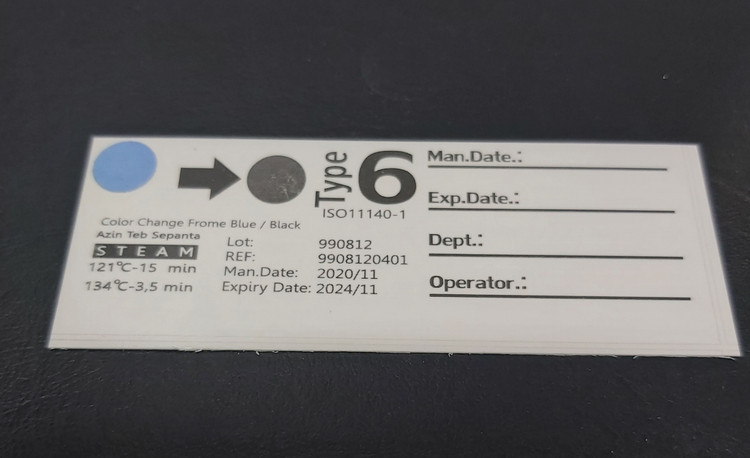 Type 6
ISO11140-1
Color Change Frome Blue / Black
Azin Teb Sepanta
STEAM
121℃-15 min
134℃-3,5 min
Lot: 990812
REF: 9908120401
Man.Date: 2020/11
Expiry Date: 2024/11
Man.Date.:
Exp.Date.:
Dept.:
Operator.: